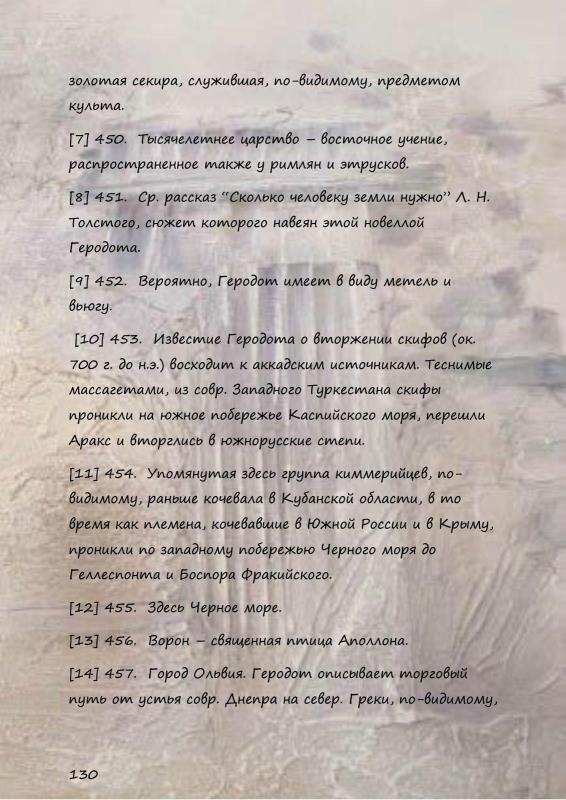 золотая секира, служившая, по-видимому, предметом
культа.
[7] 450. Тысячелетнее царство – восточное учение,
распространенное также у римлян и этрусков.
[8] 451. Ср. рассказ “Сколько человеку земли нужно” Л. Н.
Толстого, сюжет которого навеян этой новеллой
Геродота.
[9] 452. Вероятно, Геродот имеет в виду метель и
вьюгу.
[10] 453. Известие Геродота о вторжении скифов (ок.
700 г. до н.э.) восходит к аккадским источникам. Теснимые
массагетами, из совр. Западного Туркестана скифы
проникли на южное побережье Каспийского моря, перешли
Аракс и вторглись в южнорусские степи.
[11] 454. Упомянутая здесь группа киммерийцев, по-
видимому, раньше кочевала в Кубанской области, в то
время как племена, кочевавшие в Южной России и в Крыму,
проникли по западному побережью Черного моря до
Геллеспонта и Боспора Фракийского.
[12] 455. Здесь Черное море.
[13] 456. Ворон – священная птица Аполлона.
[14] 457. Город Ольвия. Геродот описывает торговый
путь от устья совр. Днепра на север. Греки, по-видимому,
130